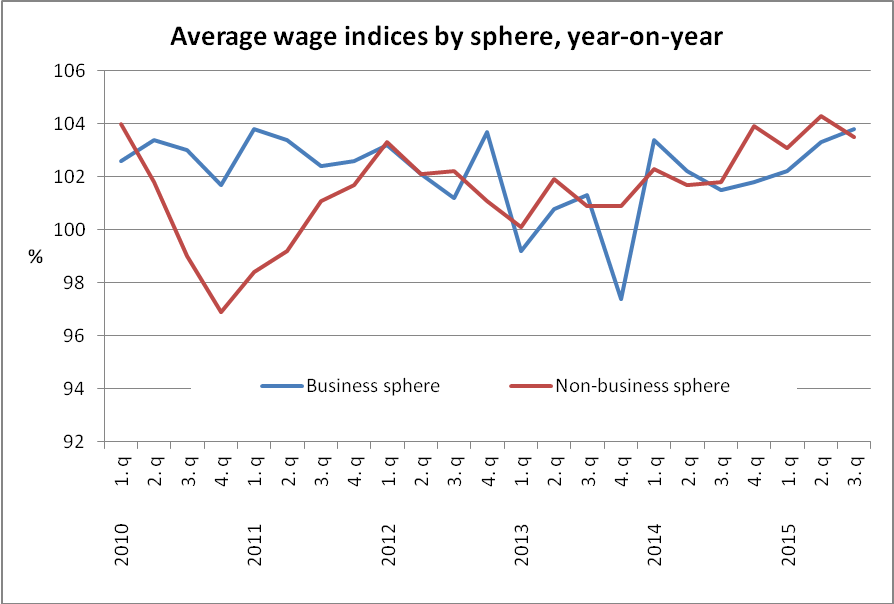 Average wage indices by sphere, year-on-year
106
104
102
100
98
96
94
92
%
Business sphere
Non-business sphere
1. q
2. q
3. q
4. q
1. q
2. q
3. q
4. q
1. q
2. q
3. q
4. q
1. q
2. q
3. q
4. q
1. q
2. q
3. q
4. q
1. q
2. q
3. q
2010
2011
2012
2013
2014
2015